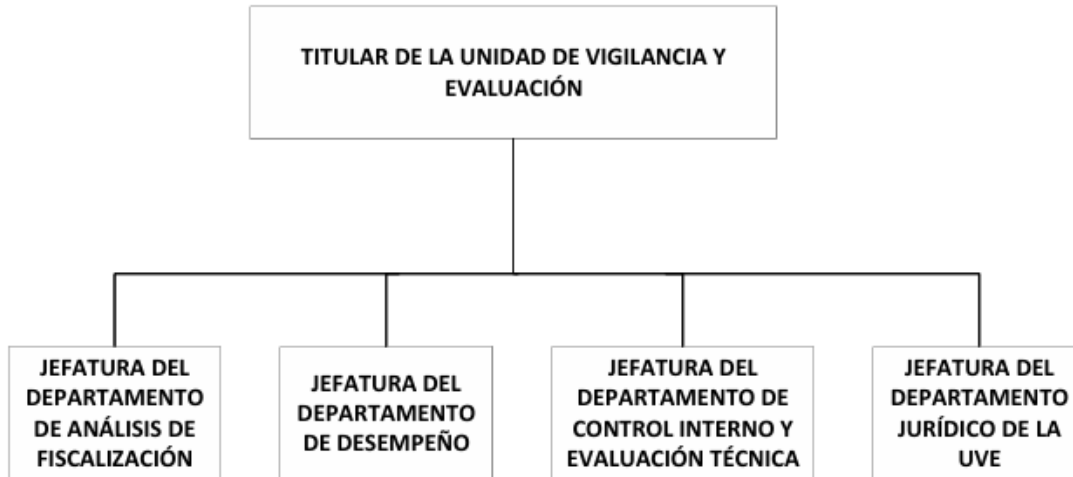 TITULAR DE LA UNIDAD DE VIGILANCIA Y
EVALUACIÓN
JEFATURA DEL
DEPARTAMENTO
DE ANÁLISIS DE
FISCALIZACIÓN
JEFATURA DEL
DEPARTAMENTO
DE DESEMPEÑO
JEFATURA DEL
DEPARTAMENTO DE
CONTROL INTERNO Y
EVALUACIÓN TÉCNICA
JEFATURA DEL
DEPARTAMENTO
JURÍDICO DE LA
UVE